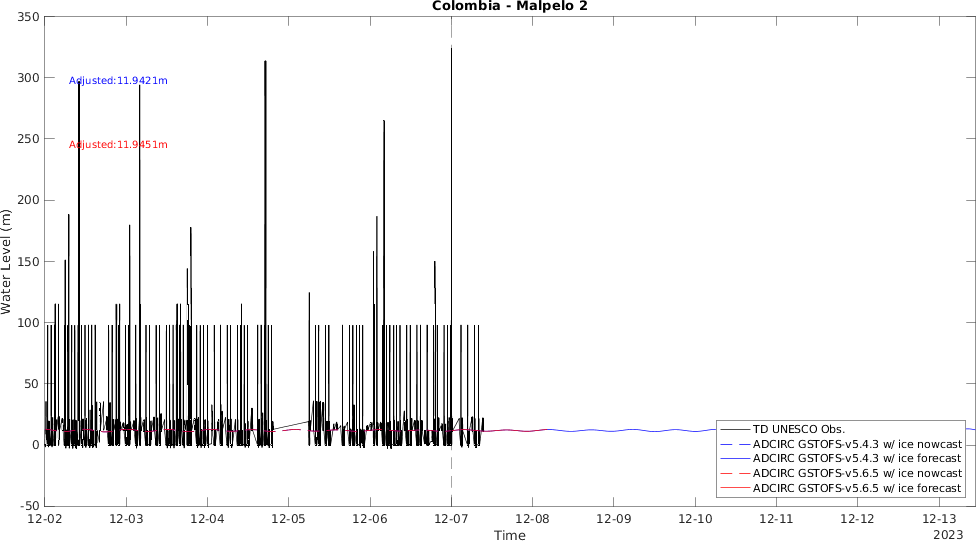 Colombia - Malpelo 2
350
300
250
200
150
100
50
0
-50
Water Level (m)
Adjusted:11.9421m
Adjusted:11.9451m
TD UNESCO Obs.
ADCIRC GSTOFS-v5.4.3 w/ ice nowcast
ADCIRC GSTOFS-v5.4.3 w/ ice forecast
ADCIRC GSTOFS-v5.6.5 w/ ice nowcast
ADCIRC GSTOFS-v5.6.5 w/ ice forecast
12-02 12-03 12-04 12-05 12-06 12-07 12-08 12-09 12-10 12-11 12-12 12-13
Time
2023